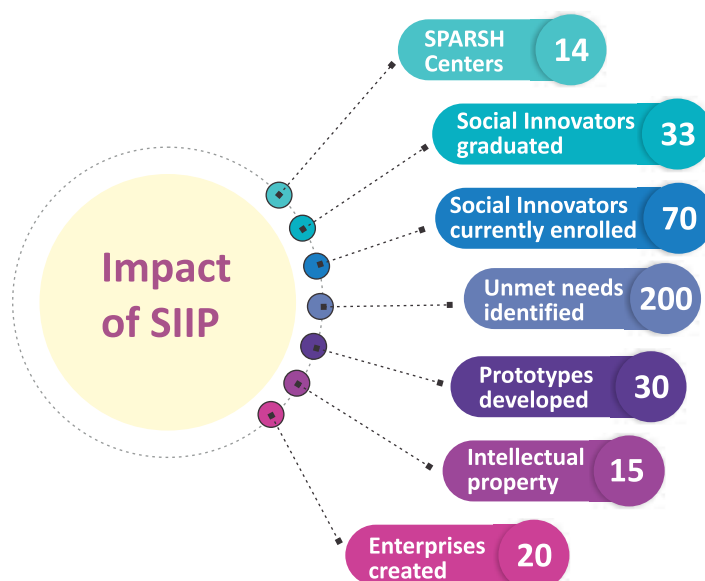 Impact
of SIIP
SPARSH
Centers
14
Social Innovators
graduated
33
Social Innovators
currently enrolled
70
Unmet needs
identified
200
Prototypes
developed
30
Intellectual
property
15
Enterprises
created
20